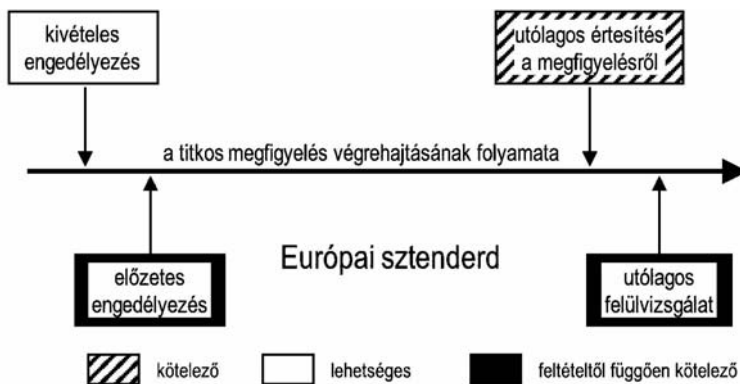 kivételes
engedélyezés
utólagos értesítés
a megfigyelésről
a titkos megfigyelés végrehajtásának folyamata
előzetes
engedélyezés
Európai sztenderd
utólagos
felülvizsgálat
kötelező
lehetséges
feltételtől függően kötelező